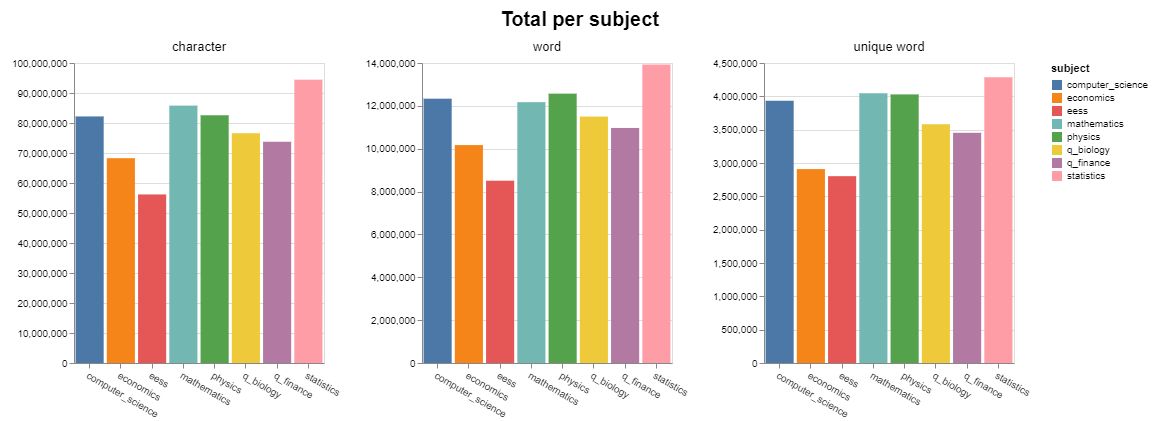 Total per subject
character
100,000,000
90,000,000
80,000,000
70,000,000
60,000,000
50,000,000
40,000,000
30,000,000
20,000,000
10,000,000
0
computer_science
economics
eess
mathematics
physics
q_biology
q_finance
statistics
word
14,000,000
12,000,000
10,000,000
8,000,000
6,000,000
4,000,000
2,000,000
0
computer_science
economics
eess
mathematics
physics
q_biology
q_finance
statistics
unique word
4,500,000
4,000,000
3,500,000
3,000,000
2,500,000
2,000,000
1,500,000
1,000,000
500,000
0
computer_science
economics
eess
mathematics
physics
q_biology
q_finance
statistics
subject
computer_science
economics
eess
mathematics
physics
q_biology
q_finance
statistics